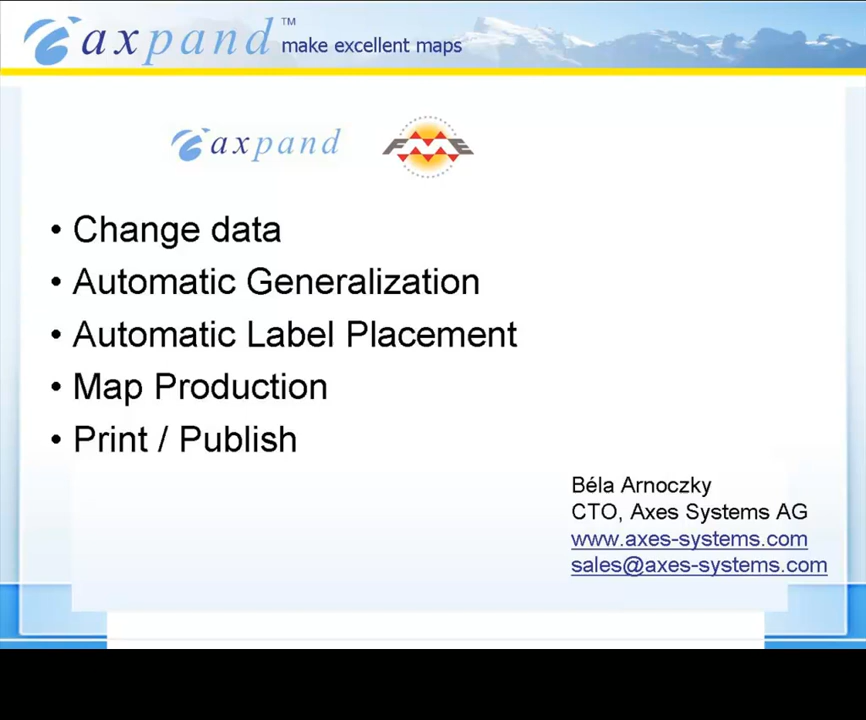 axpand™ make excellent maps
axpand FME
• Change data
• Automatic Generalization
• Automatic Label Placement
• Map Production
• Print / Publish
Béla Arnoczky
CTO, Axes Systems AG
www.axes-systems.com
sales@axes-systems.com